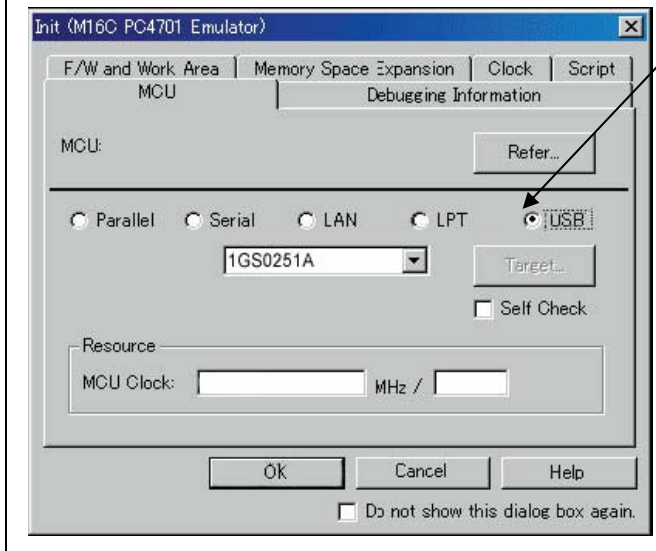 Init (M16C PC4701 Emulator)
F/W and Work Area Memory Space Expansion Clock Script
MCU Debugging Information
MCU: Refer...
Parallel Serial LAN LPT USB
1GS0251A Target...
Self Check
Resource
MCU Clock: MHz /
OK Cancel Help
Do not show this dialog box again.